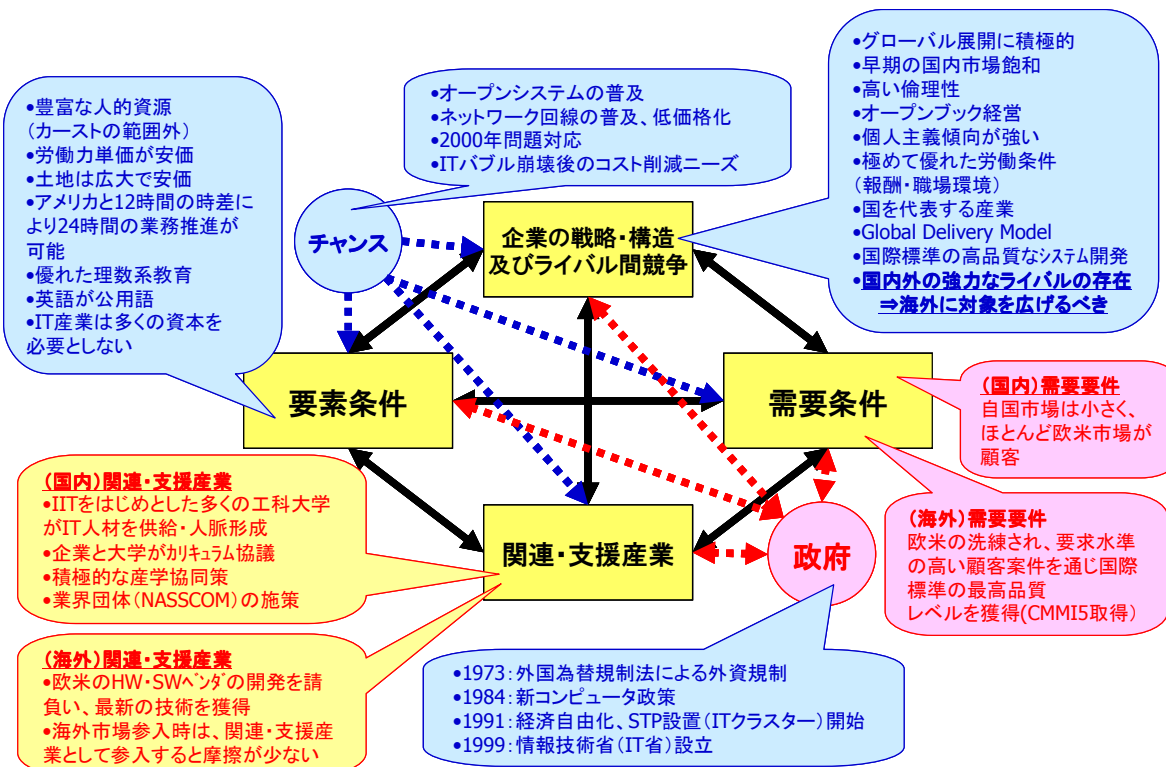 •グローバル展開に積極的
•早期の国内市場飽和
•高い倫理性
•オープンブック経営
•個人主義傾向が強い
•極めて優れた労働条件
(報酬・職場環境)
•国を代表する産業
•Global Delivery Model
•国際標準の高品質なシステム開発
•国内外の強力なライバルの存在
⇒海外に対象を広げるべき
•オープンシステムの普及
•ネットワーク回線の普及、低価格化
•2000年問題対応
•ITバブル崩壊後のコスト削減ニーズ
•豊富な人的資源
(カーストの範囲外)
•労働力単価が安価
•土地は広大で安価
•アメリカと12時間の時差に
より24時間の業務推進が
可能
•優れた理数系教育
•英語が公用語
•IT産業は多くの資本を
必要としない
チャンス
企業の戦略・構造
及びライバル間競争
要素条件
需要条件
(国内)需要要件
自国市場は小さく、
ほとんど欧米市場が
顧客
(国内)関連・支援産業
•IITをはじめとした多くの工科大学
がIT人材を供給・人脈形成
•企業と大学がカリキュラム協議
•積極的な産学協同策
•業界団体(NASSCOM)の施策
関連・支援産業
政府
(海外)需要要件
欧米の洗練され、要求水準
の高い顧客案件を通じ国際
標準の最高品質
レベルを獲得(CMMI5取得)
(海外)関連・支援産業
•欧米のHW・SWベンダの開発を請
負い、最新の技術を獲得
•海外市場参入時は、関連・支援産
業として参入すると摩擦が少ない
•1973:外国為替規制法による外資規制
•1984:新コンピュータ政策
•1991:経済自由化、STP設置(ITクラスター)開始
•1999:情報技術省(IT省)設立